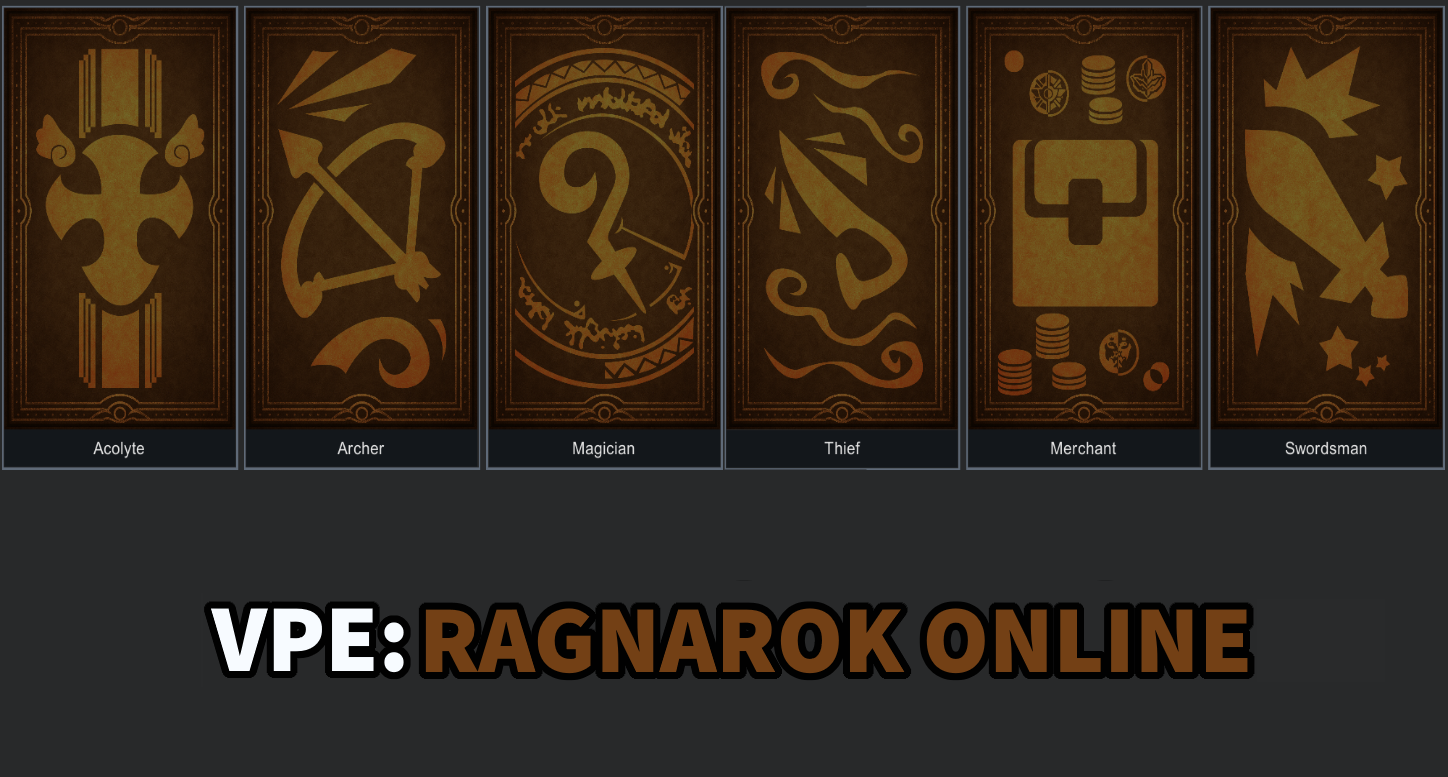 Acolyte
Archer
Magician
Thief
Merchant
Swordsman
VPE: RAGNAROK ONLINE